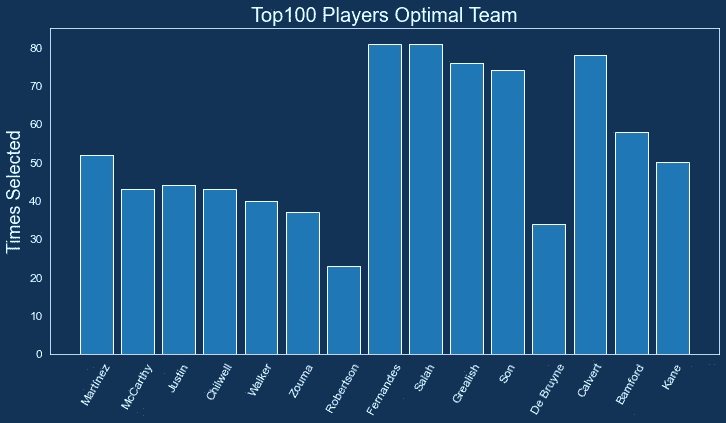 Top100 Players Optimal Team
Times Selected
80
70
60
50
40
30
20
10
0
Martinez
McCarthy
Justin
Chilwell
Walker
Zouma
Robertson
Fernandes
Salah
Grealish
Son
De Bruyne
Calvert
Bamford
Kane